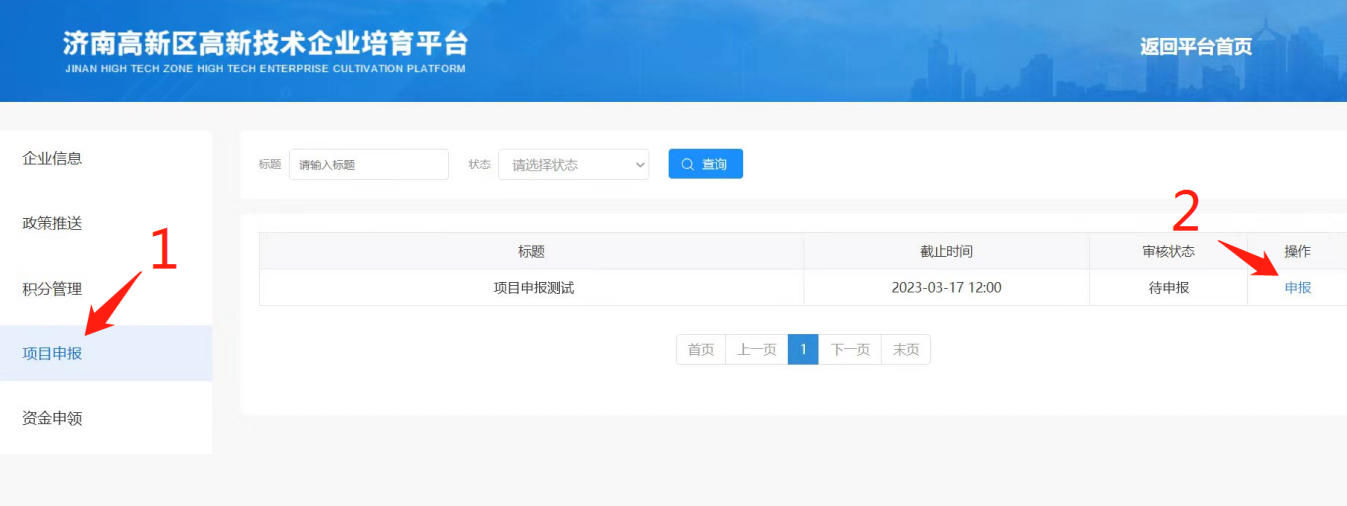 济南高新区高新技术企业培育平台
JINAN HIGH TECH ZONE HIGH TECH ENTERPRISE CULTIVATION PLATFORM
返回平台首页
企业信息
政策推送
积分管理
项目申报
资金申领
标题 请输入标题 状态 请选择状态 查询
1
2
标题 截止时间 审核状态 操作
项目申报测试 2023-03-17 12:00 待申报 申报
首页 上一页 1 下一页 末页